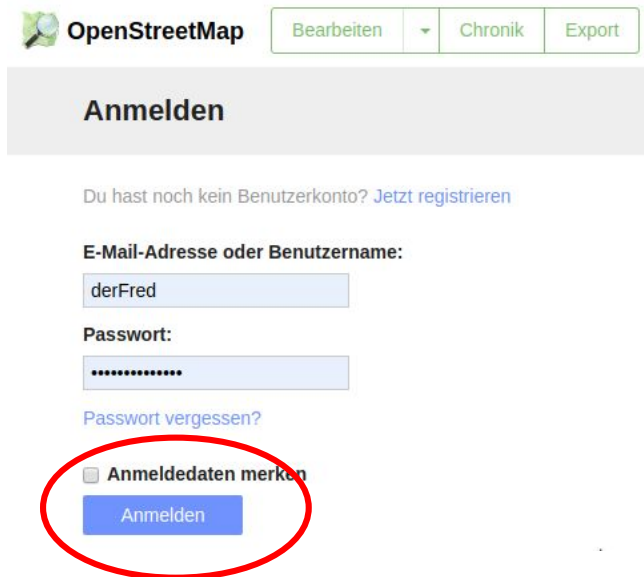 OpenStreetMap Bearbeiten Chronik Export
Anmelden
Du hast noch kein Benutzerkonto? Jetzt registrieren
E-Mail-Adresse oder Benutzername:
derFred
Passwort:
••••••••••••••
Passwort vergessen?
Anmeldedaten merken
Anmelden
.